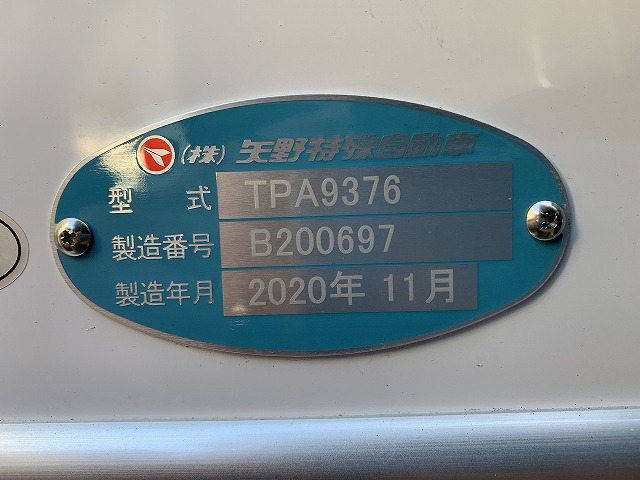 (株) 矢野特殊自動車
型 式 TPA9376
製造番号 B200697
製造年月 2020年 11月